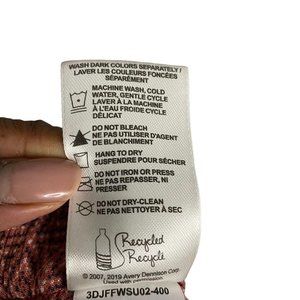 WASH DARK COLORS SEPARATELY /
LAVER LES COULEURS FONCÉES
SÉPARÉMENT
MACHINE WASH, COLD
WATER, GENTLE CYCLE
LAVER À LA MACHINE
À L'EAU FROIDE CYCLE
DÉLICAT
DO NOT BLEACH
NE PAS UTILISER D'AGENT
DE BLANCHIMENT
HANG TO DRY
SUSPENDRE POUR SÉCHER
DO NOT IRON OR PRESS
NE PAS REPASSER, NI
PRESSER
DO NOT DRY-CLEAN
NE PAS NETTOYER À SEC
Recycled
Recyclé
© 2007, 2019 Avery Dennison Corp.
Used with permission.
3DJFFWSU02-400